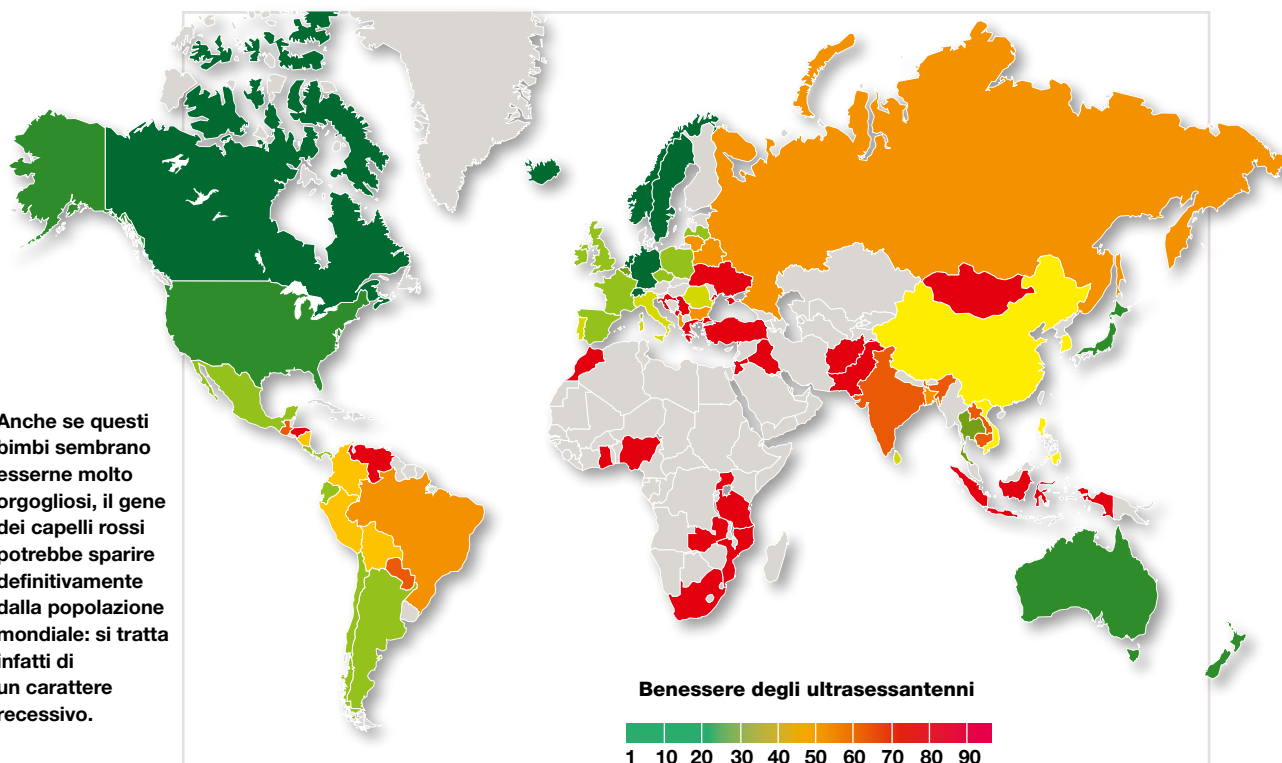 Anche se questi
bimbi sembrano
esserne molto
orgogliosi, il gene
dei capelli rossi
potrebbe sparire
definitivamente
dalla popolazione
mondiale: si tratta
infatti di
un carattere
recessivo.
Benessere degli ultrasessantenni
1 10 20 30 40 50 60 70 80 90